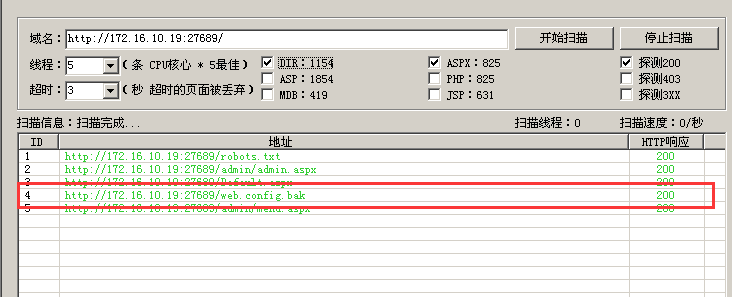 域名: http://172.16.10.19:27689/ 开始扫描 停止扫描
线程: 5 (条 CPU核心 * 5最佳) DIR: 1154 ASPX: 825 探测200
ASP: 1854 PHP: 825 探测403
超时: 3 (秒 超时的页面被丢弃)
MDB: 419 JSP: 631 探测3XX
扫描信息: 扫描完成... 扫描线程: 0 扫描速度: 0/秒
ID 地址 HTTP响应
1 http://172.16.10.19:27689/robots.txt 200
2 http://172.16.10.19:27689/admin/admin.aspx 200
3 http://172.16.10.19:27689/Default.aspx 200
4 http://172.16.10.19:27689/web.config.bak 200
5 http://172.16.10.19:27689/admin/menu.aspx 200